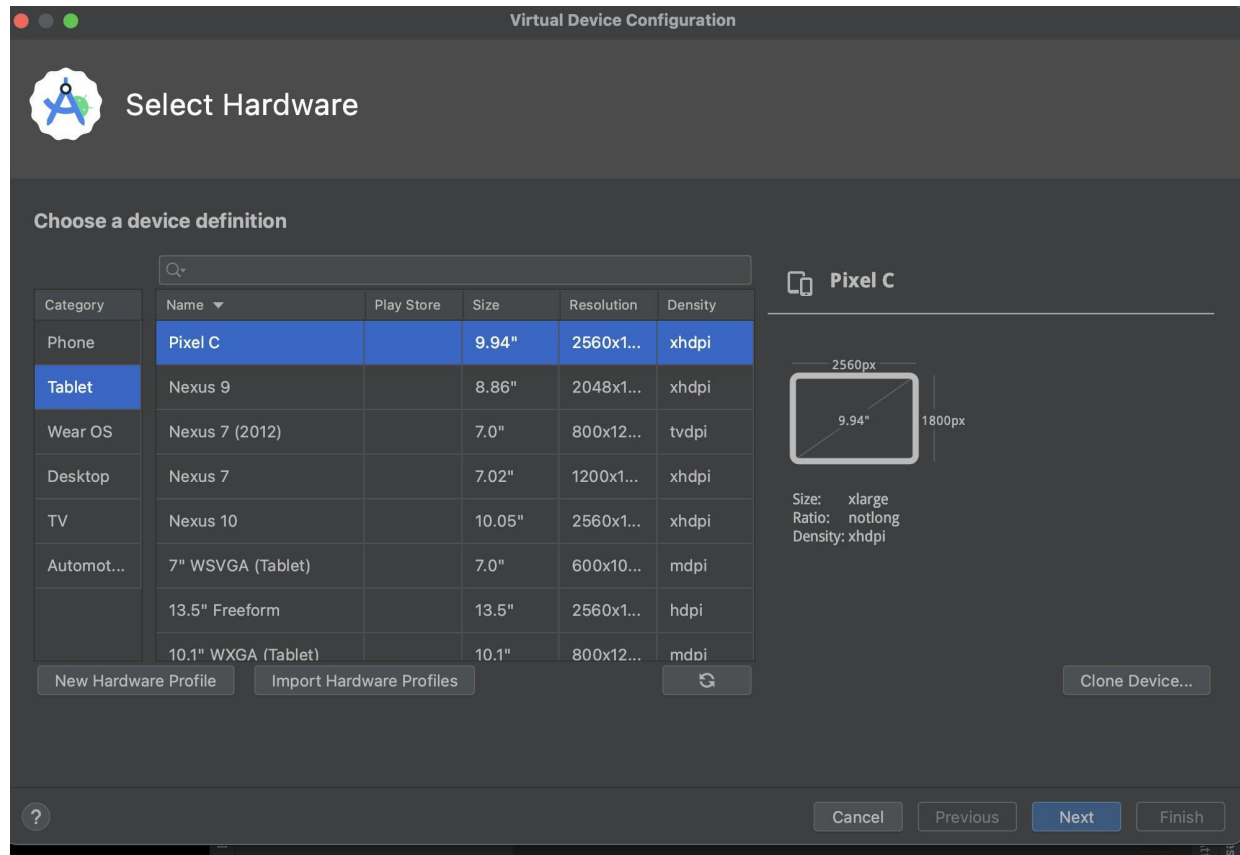 Virtual Device Configuration
Select Hardware
Choose a device definition
Category
Phone
Tablet
Wear OS
Desktop
TV
Automot...
Name Play Store Size Resolution Density
Pixel C 9.94" 2560x1... xhdpi
Nexus 9 8.86" 2048x1... xhdpi
Nexus 7 (2012) 7.0" 800x12... tvdpi
Nexus 7 7.02" 1200x1... xhdpi
Nexus 10 10.05" 2560x1... xhdpi
7" WSVGA (Tablet) 7.0" 600x10... mdpi
13.5" Freeform 13.5" 2560x1... hdpi
10.1" WXGA (Tablet) 10.1" 800x12... mdpi
New Hardware Profile Import Hardware Profiles
Pixel C
2560px
9.94" 1800px
Size: xlarge
Ratio: notlong
Density: xhdpi
Clone Device...
? Cancel Previous Next Finish